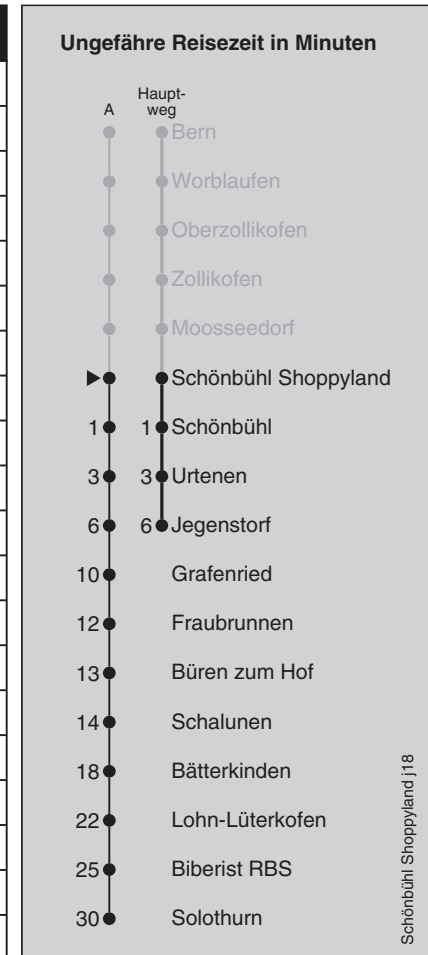 Ungefähre Reisezeit in Minuten
A Haupt-
weg
Bern
Worblaufen
Oberzollikofen
Zollikofen
Moosseedorf
Schönbühl Shoppyland
1 1 Schönbühl
3 3 Urtenen
6 6 Jegenstorf
10 Grafenried
12 Fraubrunnen
13 Büren zum Hof
14 Schalunen
18 Bätterkinden
22 Lohn-Lüterkofen
25 Biberist RBS
30 Solothurn
Schönbühl Shoppyland j18